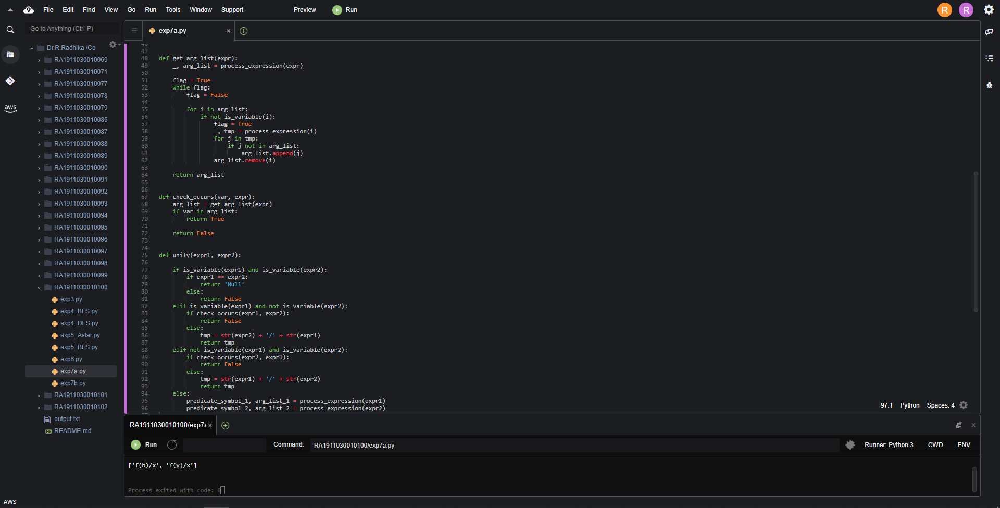 9 File Edit Find View Go Run Tools Window Support Preview Run R R
Go to Anything (Ctrl-P)
aws
Dr.R.Radhika /Co
RA1911030010069
RA1911030010071
RA1911030010077
RA1911030010078
RA1911030010079
RA1911030010085
RA1911030010087
RA1911030010088
RA1911030010089
RA1911030010090
RA1911030010091
RA1911030010092
RA1911030010093
RA1911030010094
RA1911030010095
RA1911030010096
RA1911030010097
RA1911030010098
RA1911030010099
RA1911030010100
exp3.py
exp4_BFS.py
exp4_DFS.py
exp5_Astar.py
exp5_BFS.py
exp6.py
exp7a.py
exp7b.py
RA1911030010101
RA1911030010102
output.txt
README.md
AWS
exp7a.py ×
46
47
48 def get_arg_list(expr):
49 _, arg_list = process_expression(expr)
50
51 flag = True
52 while flag:
53 flag = False
54
55 for i in arg_list:
56 if not is_variable(i):
57 flag = True
58 _, tmp = process_expression(i)
59 for j in tmp:
60 if j not in arg_list:
61 arg_list.append(j)
62 arg_list.remove(i)
63
64 return arg_list
65
66
67 def check_occurs(var, expr):
68 arg_list = get_arg_list(expr)
69 if var in arg_list:
70 return True
71
72 return False
73
74
75 def unify(expr1, expr2):
76
77 if is_variable(expr1) and is_variable(expr2):
78 if expr1 == expr2:
79 return 'Null'
80 else:
81 return False
82 elif is_variable(expr1) and not is_variable(expr2):
83 if check_occurs(expr1, expr2):
84 return False
85 else:
86 tmp = str(expr2) + '/' + str(expr1)
87 return tmp
88 elif not is_variable(expr1) and is_variable(expr2):
89 if check_occurs(expr2, expr1):
90 return False
91 else:
92 tmp = str(expr1) + '/' + str(expr2)
93 return tmp
94 else:
95 predicate_symbol_1, arg_list_1 = process_expression(expr1)
96 predicate_symbol_2, arg_list_2 = process_expression(expr2)
97:1 Python Spaces: 4
RA1911030010100/exp7a ×
Run Command: RA1911030010100/exp7a.py Runner: Python 3 CWD ENV
['f(b)/x', 'f(y)/x']
Process exited with code: 0